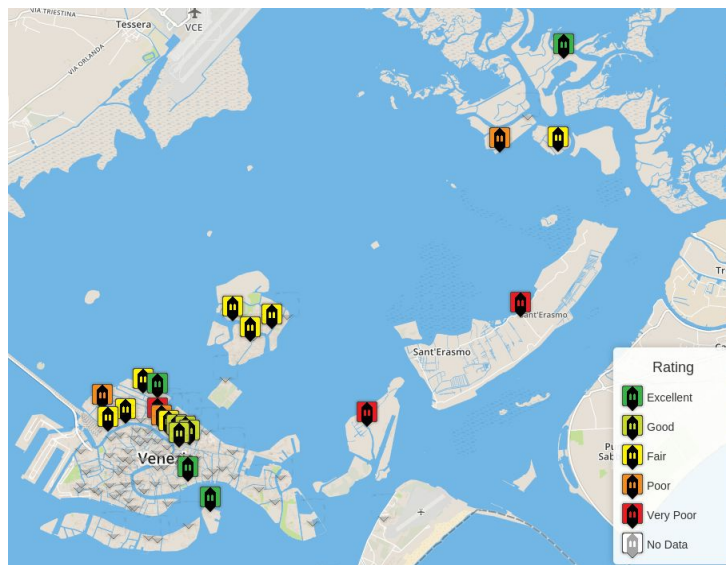 VIA TRIESTINA
Tessera
VCE
VIA ORLANDA
Sant'Erasmo
Sant'Erasmo
Rating
Excellent
Good
Fair
Poor
Very Poor
No Data